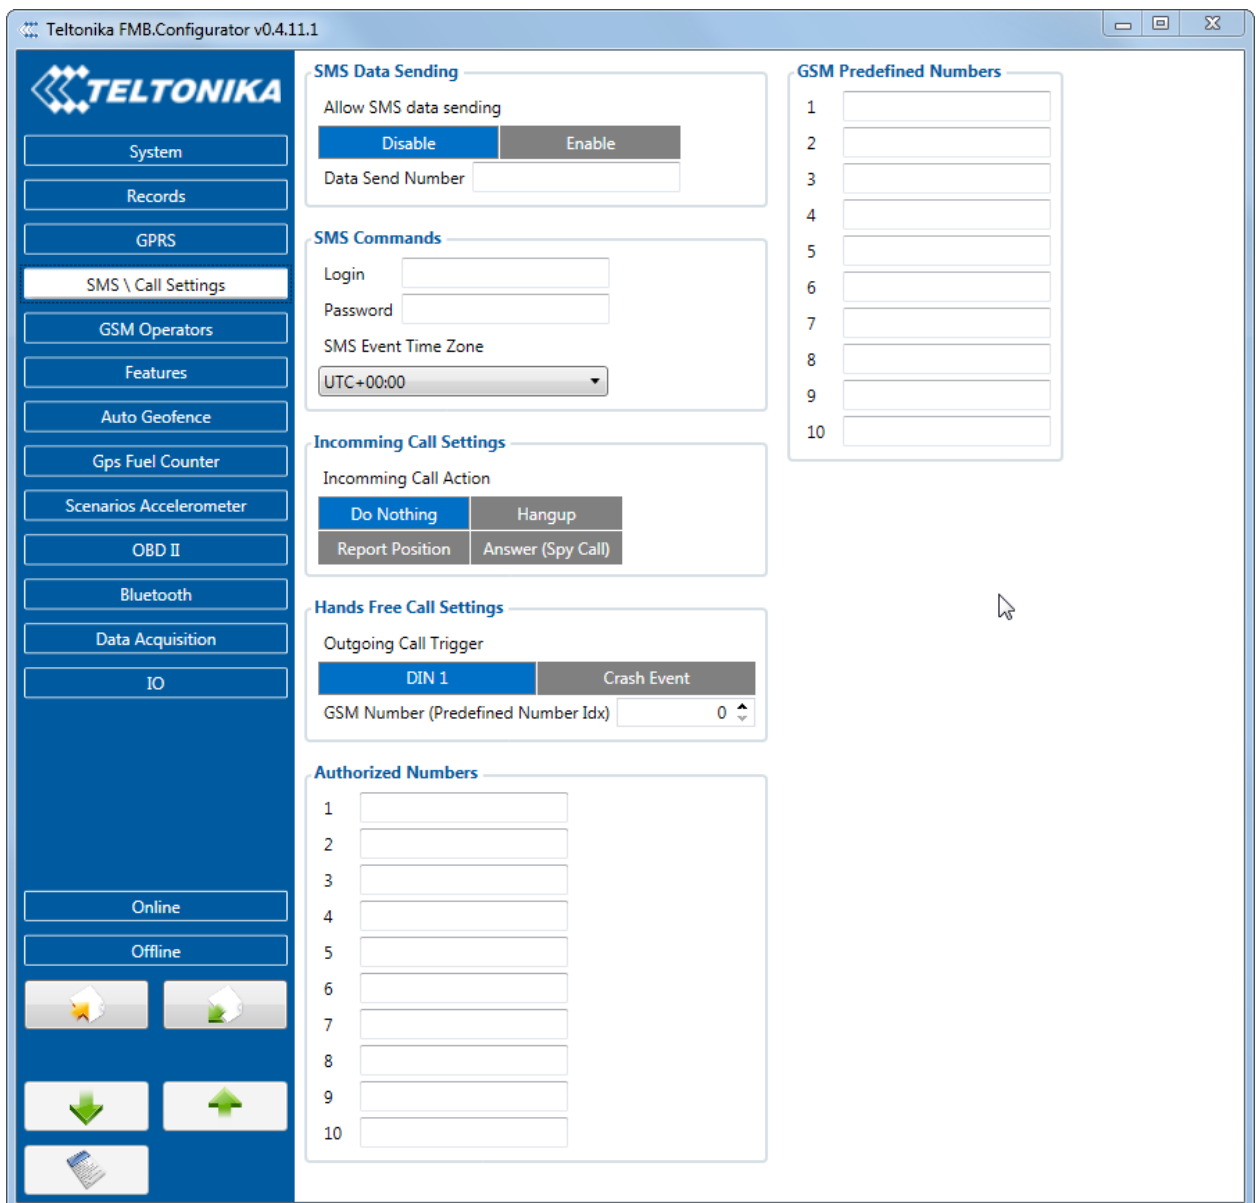 Teltonika FMB.Configurator v0.4.11.1
TELTONIKA
System
Records
GPRS
SMS \ Call Settings
GSM Operators
Features
Auto Geofence
Gps Fuel Counter
Scenarios Accelerometer
OBD II
Bluetooth
Data Acquisition
IO
Online
Offline
SMS Data Sending
Allow SMS data sending
Disable Enable
Data Send Number
SMS Commands
Login
Password
SMS Event Time Zone
UTC+00:00
Incomming Call Settings
Incomming Call Action
Do Nothing Hangup
Report Position Answer (Spy Call)
Hands Free Call Settings
Outgoing Call Trigger
DIN 1 Crash Event
GSM Number (Predefined Number Idx) 0
Authorized Numbers
1
2
3
4
5
6
7
8
9
10
GSM Predefined Numbers
1
2
3
4
5
6
7
8
9
10